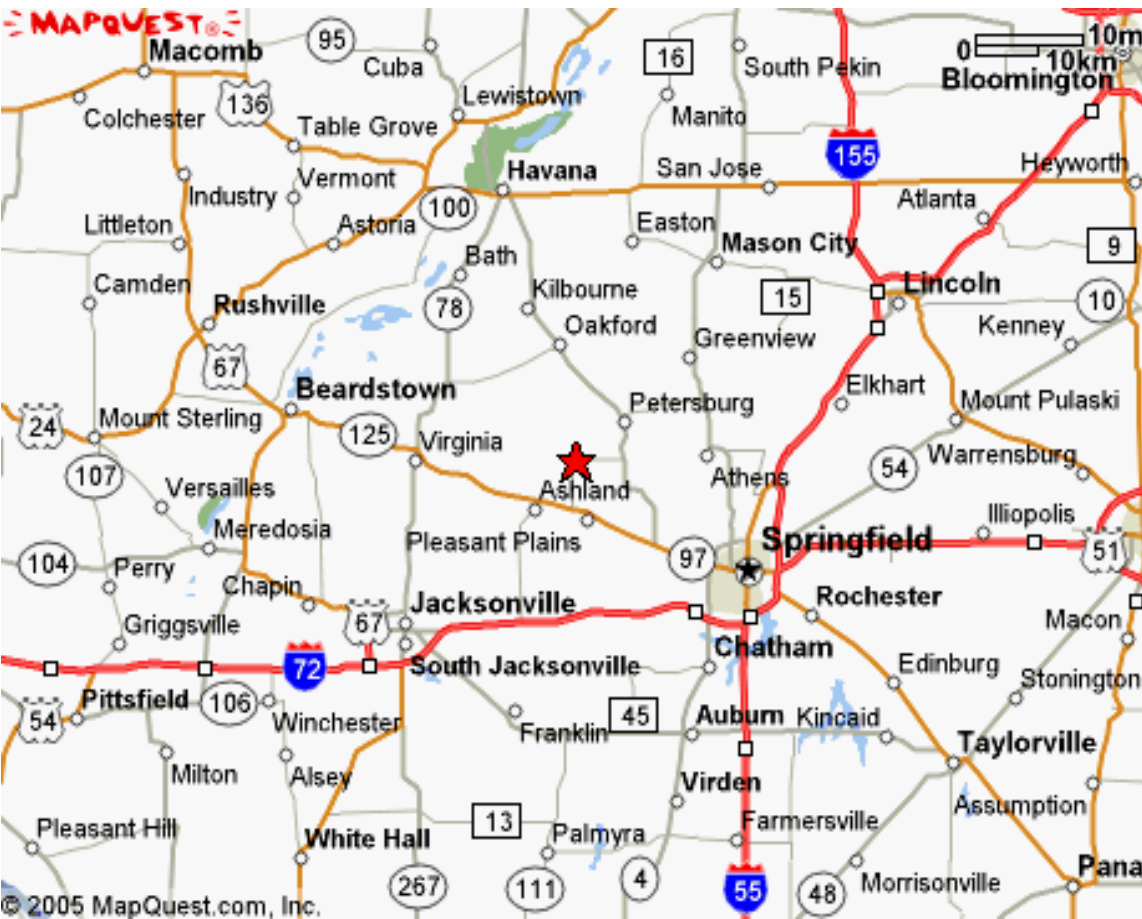 MAPQUEST®
95
Macomb
Cuba
16
South Pekin
0
10mi
10km
Bloomington
136
Colchester
Lewistown
Manito
Table Grove
155
Heyworth
San Jose
Havana
Vermont
Industry
100
Atlanta
Littleton
Astoria
Easton
Mason City
9
Bath
Camden
Lincoln
15
10
Rushville
78
Kilbourne
Oakford
Greenview
Kenney
67
Beardstown
Elkhart
Mount Pulaski
Petersburg
24
Mount Sterling
125
Virginia
107
Athens
54
Warrensburg
Versailles
Ashland
Meredosia
Illiopolis
Pleasant Plains
Springfield
51
104
Perry
97
Chapin
Jacksonville
Rochester
67
Griggsville
Macon
Chatham
72
South Jacksonville
Edinburg
Stonington
54
Pittsfield
106
Winchester
45
Franklin
Auburn
Kincaid
Taylorville
Milton
Alsey
Virden
Assumption
13
Pleasant Hill
White Hall
Palmyra
Farmersville
Pana
267
111
4
55
48
Morrisonville
© 2005 MapQuest.com, Inc.